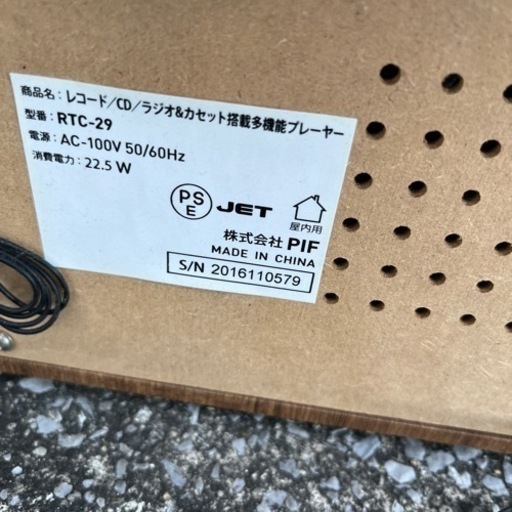 商品名：レコード/CD/ラジオ&カセット搭載多機能プレーヤー
型番：RTC-29
電源：AC-100V 50/60Hz
消費電力：22.5 W
PS
E
JET
屋内用
株式会社 PIF
MADE IN CHINA
S/N 2016110579